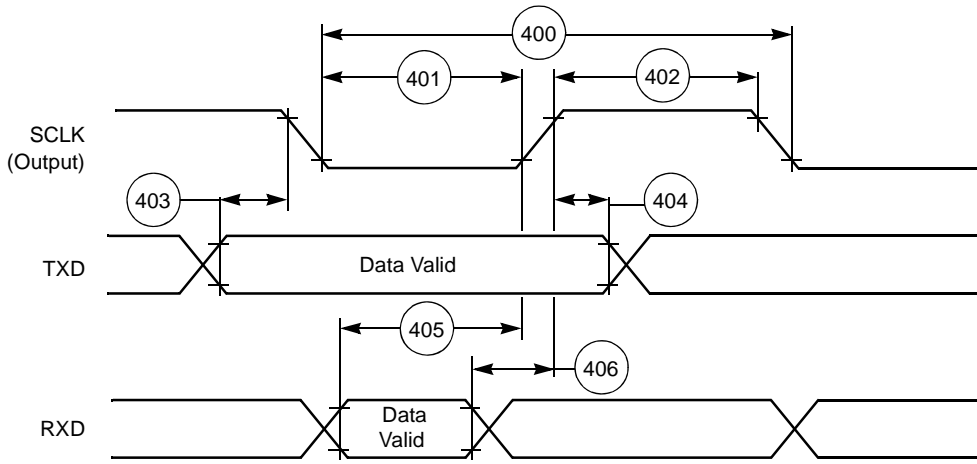 400
401
402
SCLK
(Output)
403
404
TXD
Data Valid
405
406
RXD
Data
Valid